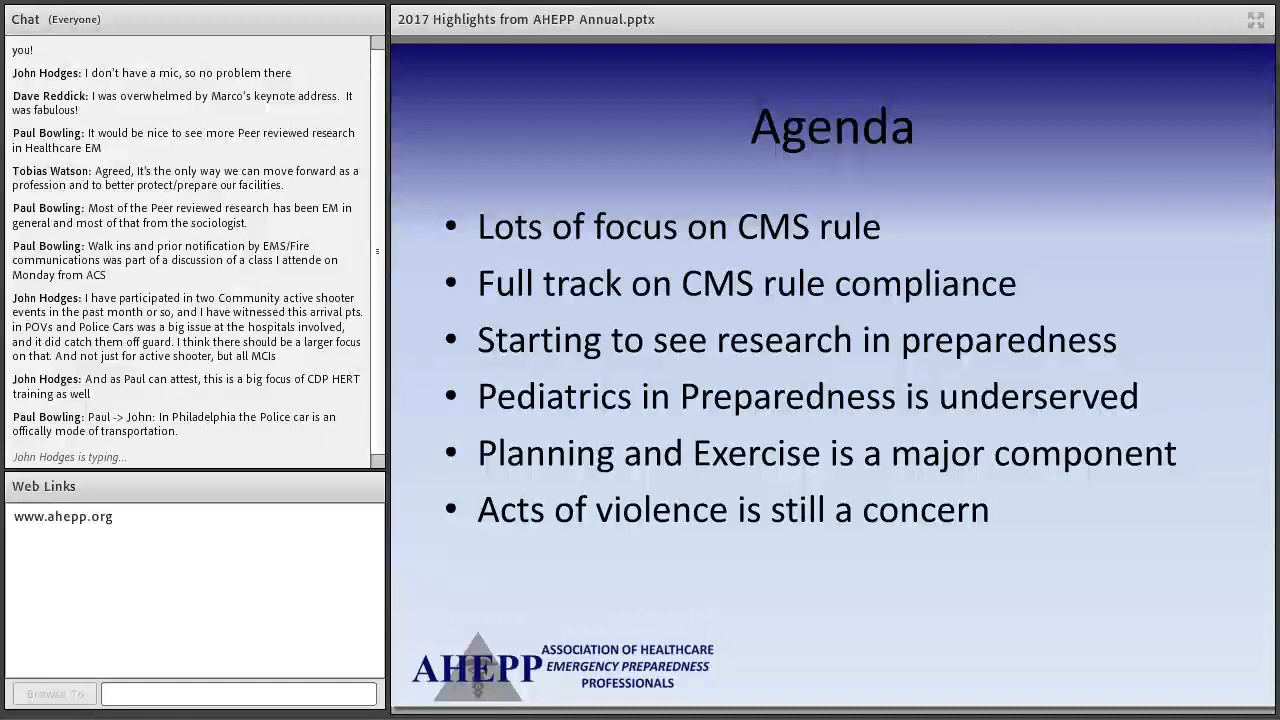 Chat (Everyone)
you!
John Hodges: I don't have a mic, so no problem there
Dave Reddick: I was overwhelmed by Marco's keynote address. It
was fabulous!
Paul Bowling: It would be nice to see more Peer reviewed research
in Healthcare EM
Tobias Watson: Agreed, It's the only way we can move forward as a
profession and to better protect/prepare our facilities.
Paul Bowling: Most of the Peer reviewed research has been EM in
general and most of that from the sociologist.
Paul Bowling: Walk ins and prior notification by EMS/Fire
communications was part of a discussion of a class I attende on
Monday from ACS
John Hodges: I have participated in two Community active shooter
events in the past month or so, and I have witnessed this arrival pts.
in POVs and Police Cars was a big issue at the hospitals involved,
and it did catch them off guard. I think there should be a larger focus
on that. And not just for active shooter, but all MCIs
John Hodges: And as Paul can attest, this is a big focus of CDP HERT
training as well
Paul Bowling: Paul -> John: In Philadelphia the Police car is an
offically mode of transportation.
John Hodges is typing...
Web Links
www.ahepp.org
Browse To
2017 Highlights from AHEPP Annual.pptx
Agenda
• Lots of focus on CMS rule
• Full track on CMS rule compliance
• Starting to see research in preparedness
• Pediatrics in Preparedness is underserved
• Planning and Exercise is a major component
• Acts of violence is still a concern
AHEPP
ASSOCIATION OF HEALTHCARE
EMERGENCY PREPAREDNESS
PROFESSIONALS